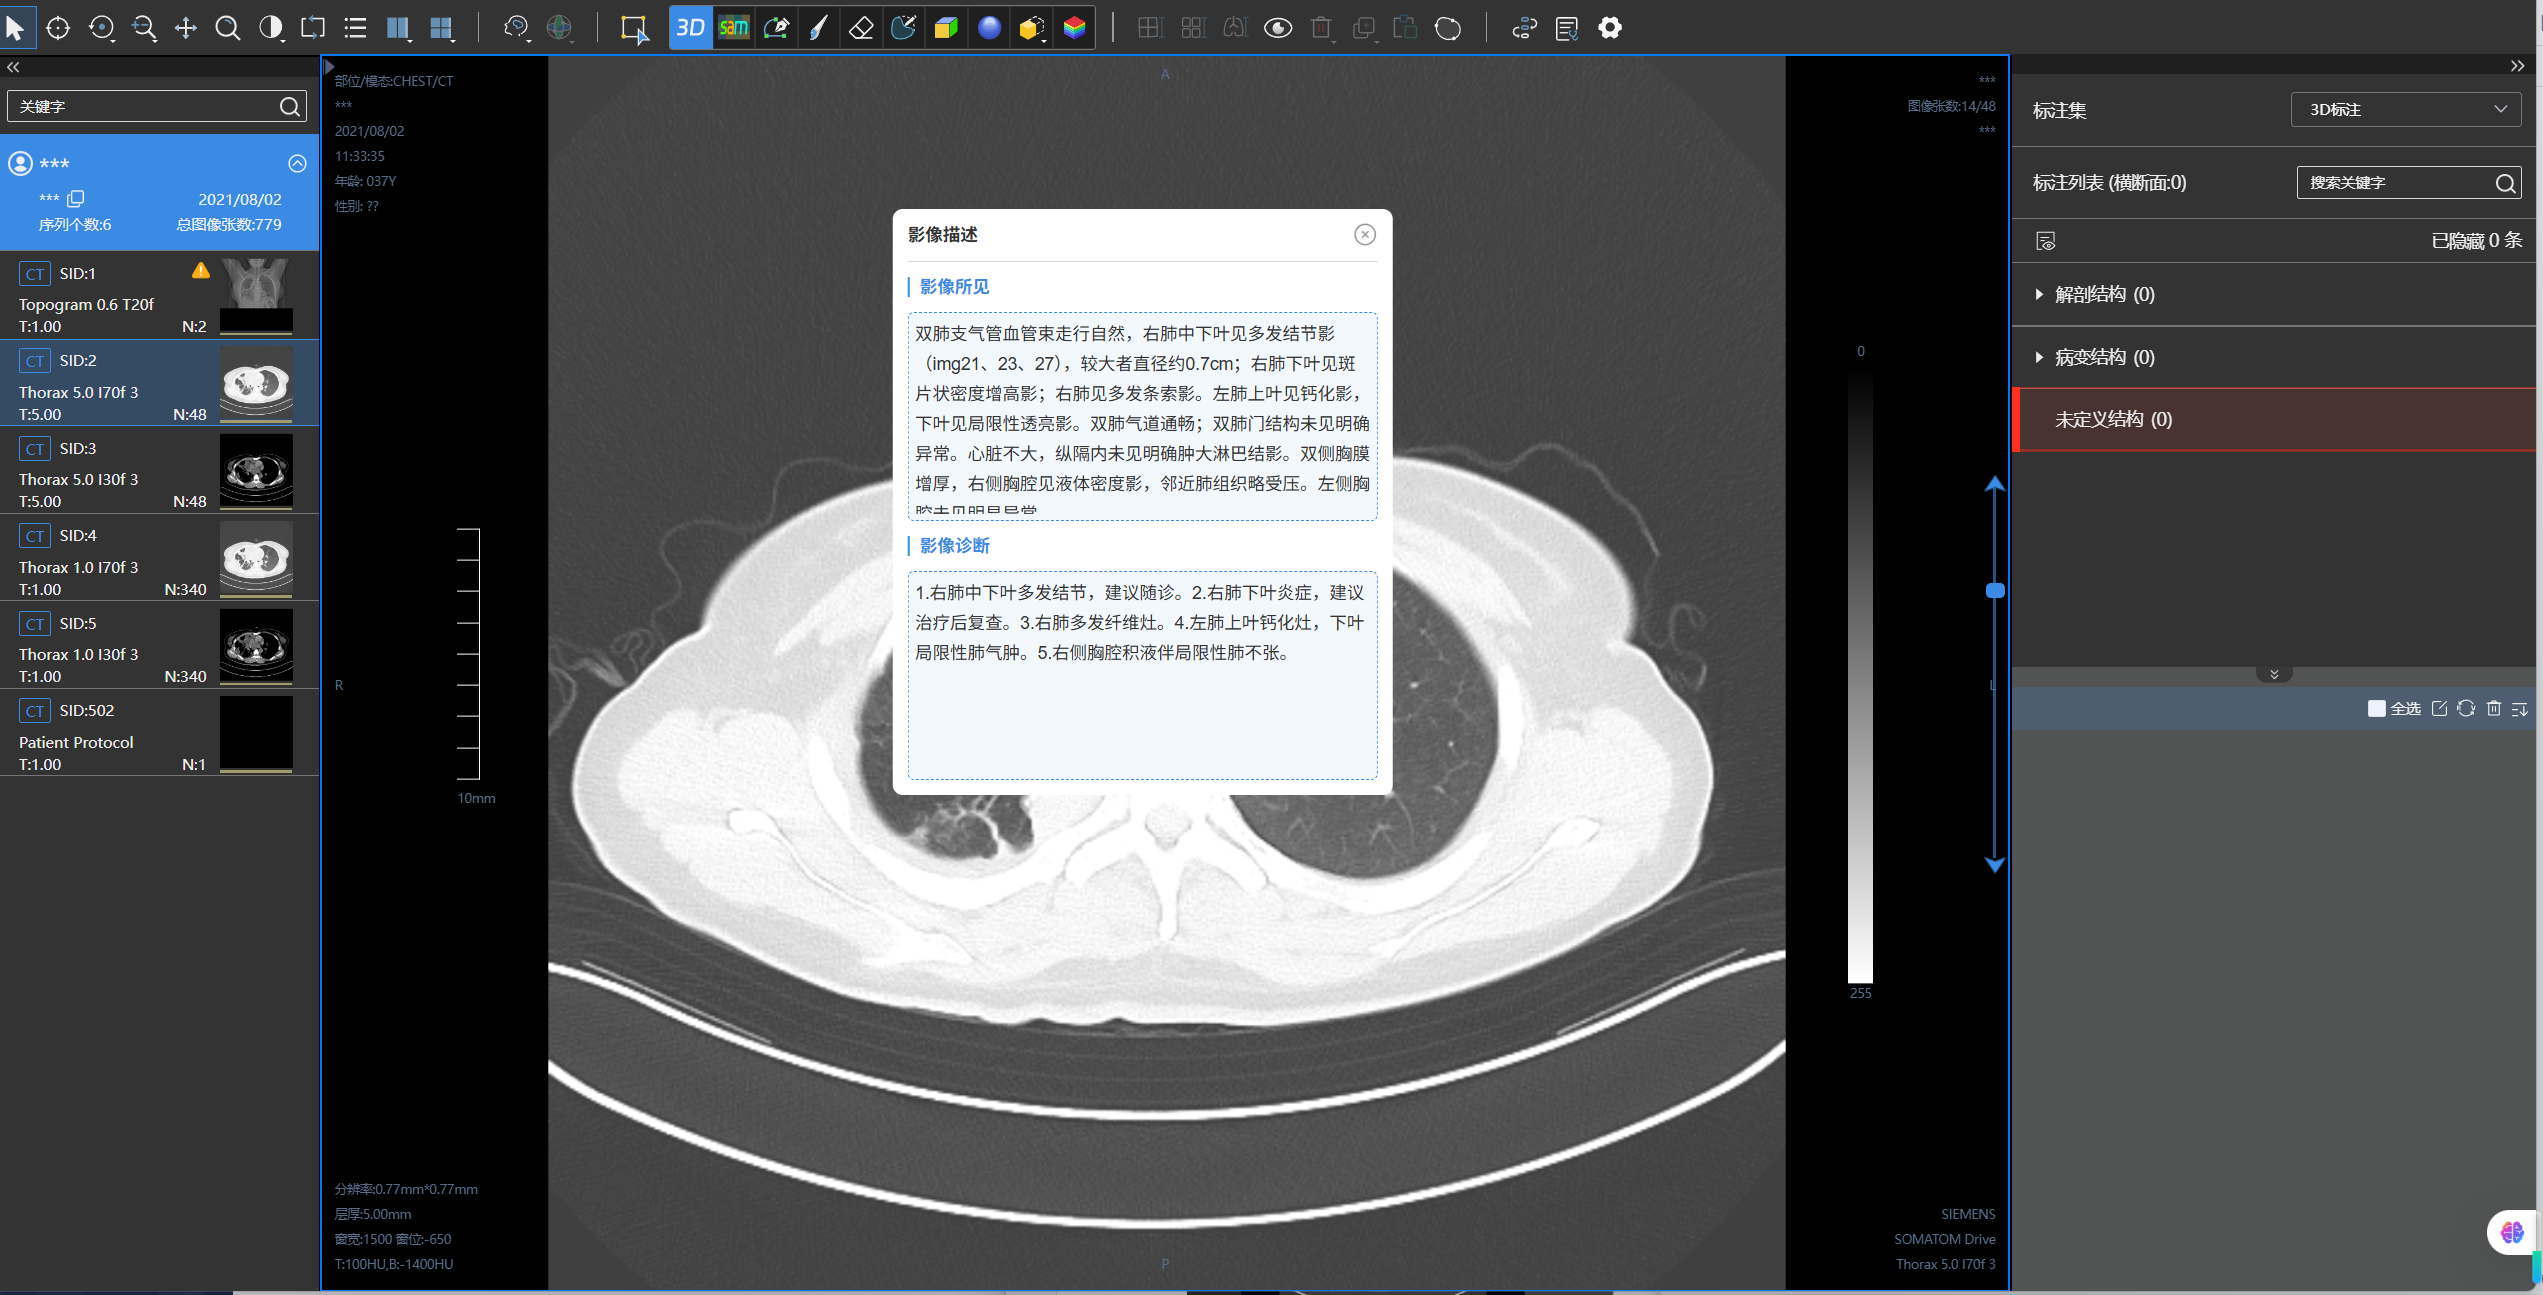 3D
sam
关键字
***
***
2021/08/02
序列个数:6
总图像张数:779
CT
SID:1
Topogram 0.6 T20f
T:1.00
N:2
CT
SID:2
Thorax 5.0 I70f 3
T:5.00
N:48
CT
SID:3
Thorax 5.0 I30f 3
T:5.00
N:48
CT
SID:4
Thorax 1.0 I70f 3
T:1.00
N:340
CT
SID:5
Thorax 1.0 I30f 3
T:1.00
N:340
CT
SID:502
Patient Protocol
T:1.00
N:1
部位/模态:CHEST/CT
***
2021/08/02
11:33:35
年龄: 037Y
性别: ??
A
***
图像张数:14/48
***
R
10mm
0
255
L
P
影像描述
影像所见
双肺支气管血管束走行自然，右肺中下叶见多发结节影
（img21、23、27），较大者直径约0.7cm；右肺下叶见斑
片状密度增高影；右肺见多发条索影。左肺上叶见钙化影，
下叶见局限性透亮影。双肺气道通畅；双肺门结构未见明确
异常。心脏不大，纵隔内未见明确肿大淋巴结影。双侧胸膜
增厚，右侧胸腔见液体密度影，邻近肺组织略受压。左侧胸
腔未见明显异常
影像诊断
1.右肺中下叶多发结节，建议随诊。2.右肺下叶炎症，建议
治疗后复查。3.右肺多发纤维灶。4.左肺上叶钙化灶，下叶
局限性肺气肿。5.右侧胸腔积液伴局限性肺不张。
分辨率:0.77mm*0.77mm
层厚:5.00mm
窗宽:1500 窗位:-650
T:100HU,B:-1400HU
SIEMENS
SOMATOM Drive
Thorax 5.0 I70f 3
标注集
3D标注
标注列表 (横断面:0)
搜索关键字
已隐藏 0 条
解剖结构 (0)
病变结构 (0)
未定义结构 (0)
全选